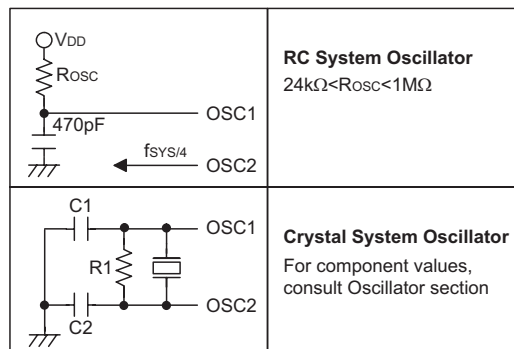 VDD
ROSC
470pF
OSC1
fSYS/4
OSC2
RC System Oscillator
24kΩ<ROSC<1MΩ
C1
OSC1
R1
OSC2
C2
Crystal System Oscillator
For component values,
consult Oscillator section